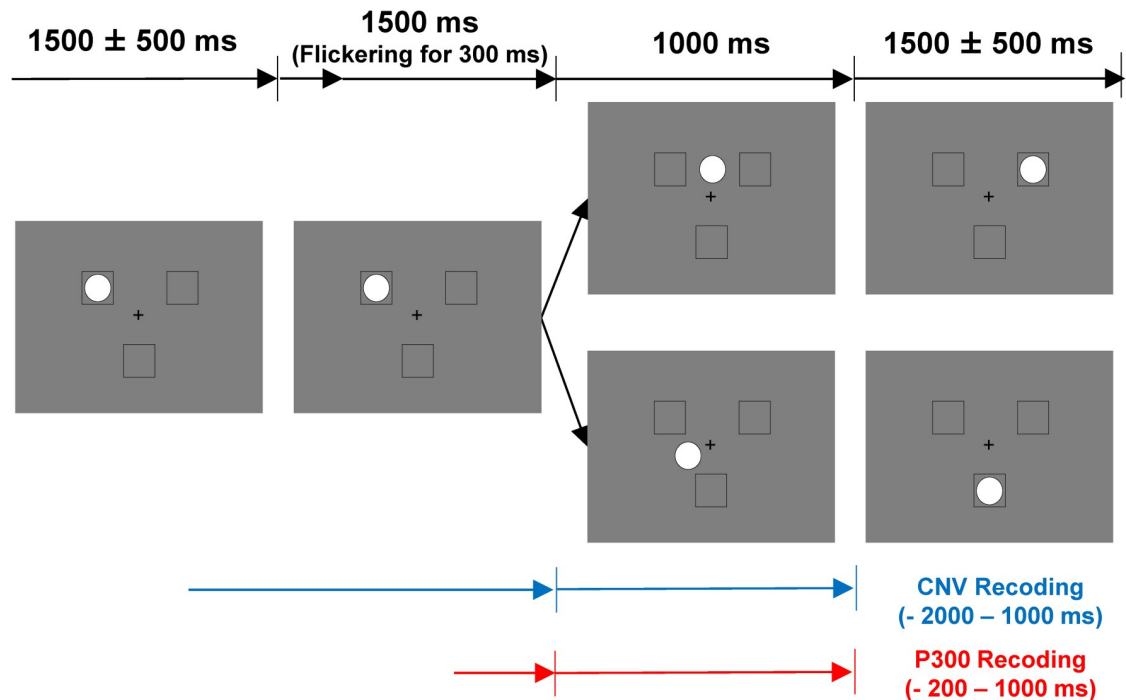 1500 ± 500 ms
1500 ms
(Flickering for 300 ms)
1000 ms
1500 ± 500 ms
CNV Recoding
(- 2000 – 1000 ms)
P300 Recoding
(- 200 – 1000 ms)